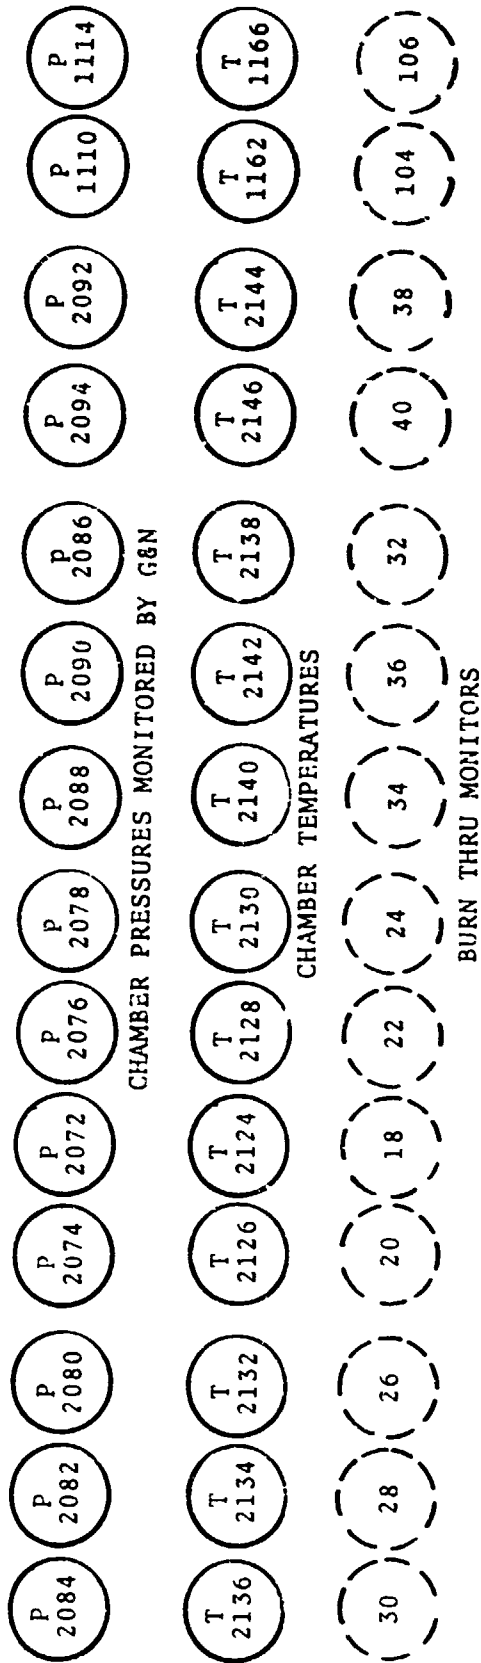 P
2084
P
2082
P
2080
P
2074
P
2072
P
2076
P
2078
P
2088
P
2090
P
2086
P
2094
P
2092
P
1110
P
1114
CHAMBER PRESSURES MONITORED BY G&N
T
2136
T
2134
T
2132
T
2126
T
2124
T
2128
T
2130
T
2140
T
2142
T
2138
T
2146
T
2144
T
1162
T
1166
CHAMBER TEMPERATURES
30
28
26
20
18
22
24
34
36
32
40
38
104
106
BURN THRU MONITORS